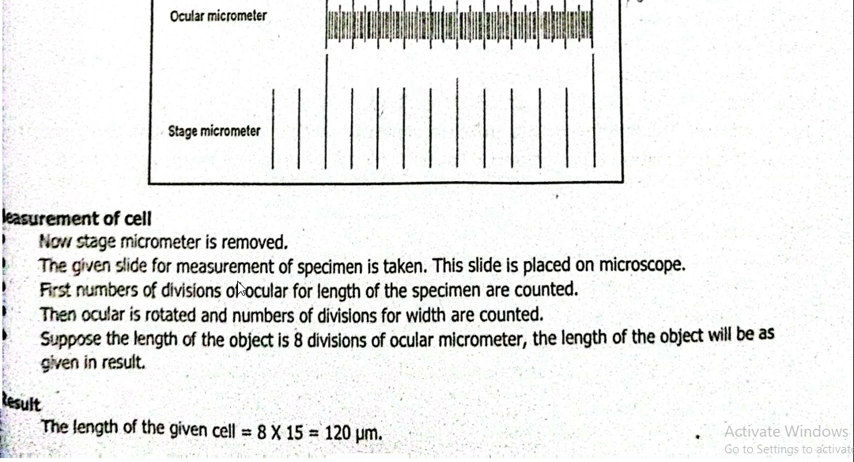 Ocular micrometer
Stage micrometer
easurement of cell
Now stage micrometer is removed.
The given slide for measurement of specimen is taken. This slide is placed on microscope.
First numbers of divisions of ocular for length of the specimen are counted.
Then ocular is rotated and numbers of divisions for width are counted.
Suppose the length of the object is 8 divisions of ocular micrometer, the length of the object will be as
given in result.
esult
The length of the given cell = 8 X 15 = 120 µm.
Activate Windows
Go to Settings to activat